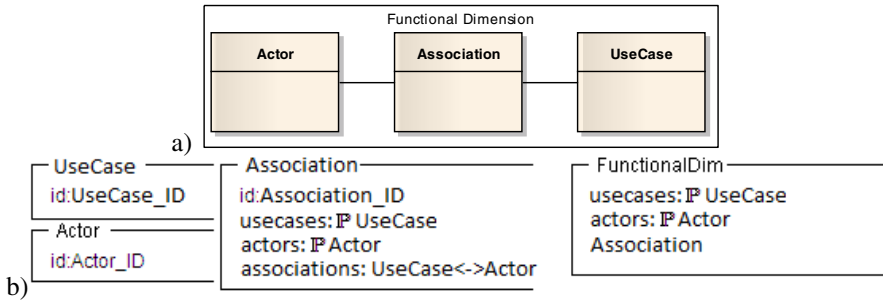 Functional Dimension
Actor
Association
UseCase
a)
UseCase
id:UseCase_ID
Actor
id:Actor_ID
Association
id:Association_ID
usecases: ℙ UseCase
actors: ℙ Actor
associations: UseCase<->Actor
FunctionalDim
usecases: ℙ UseCase
actors: ℙ Actor
Association
b)